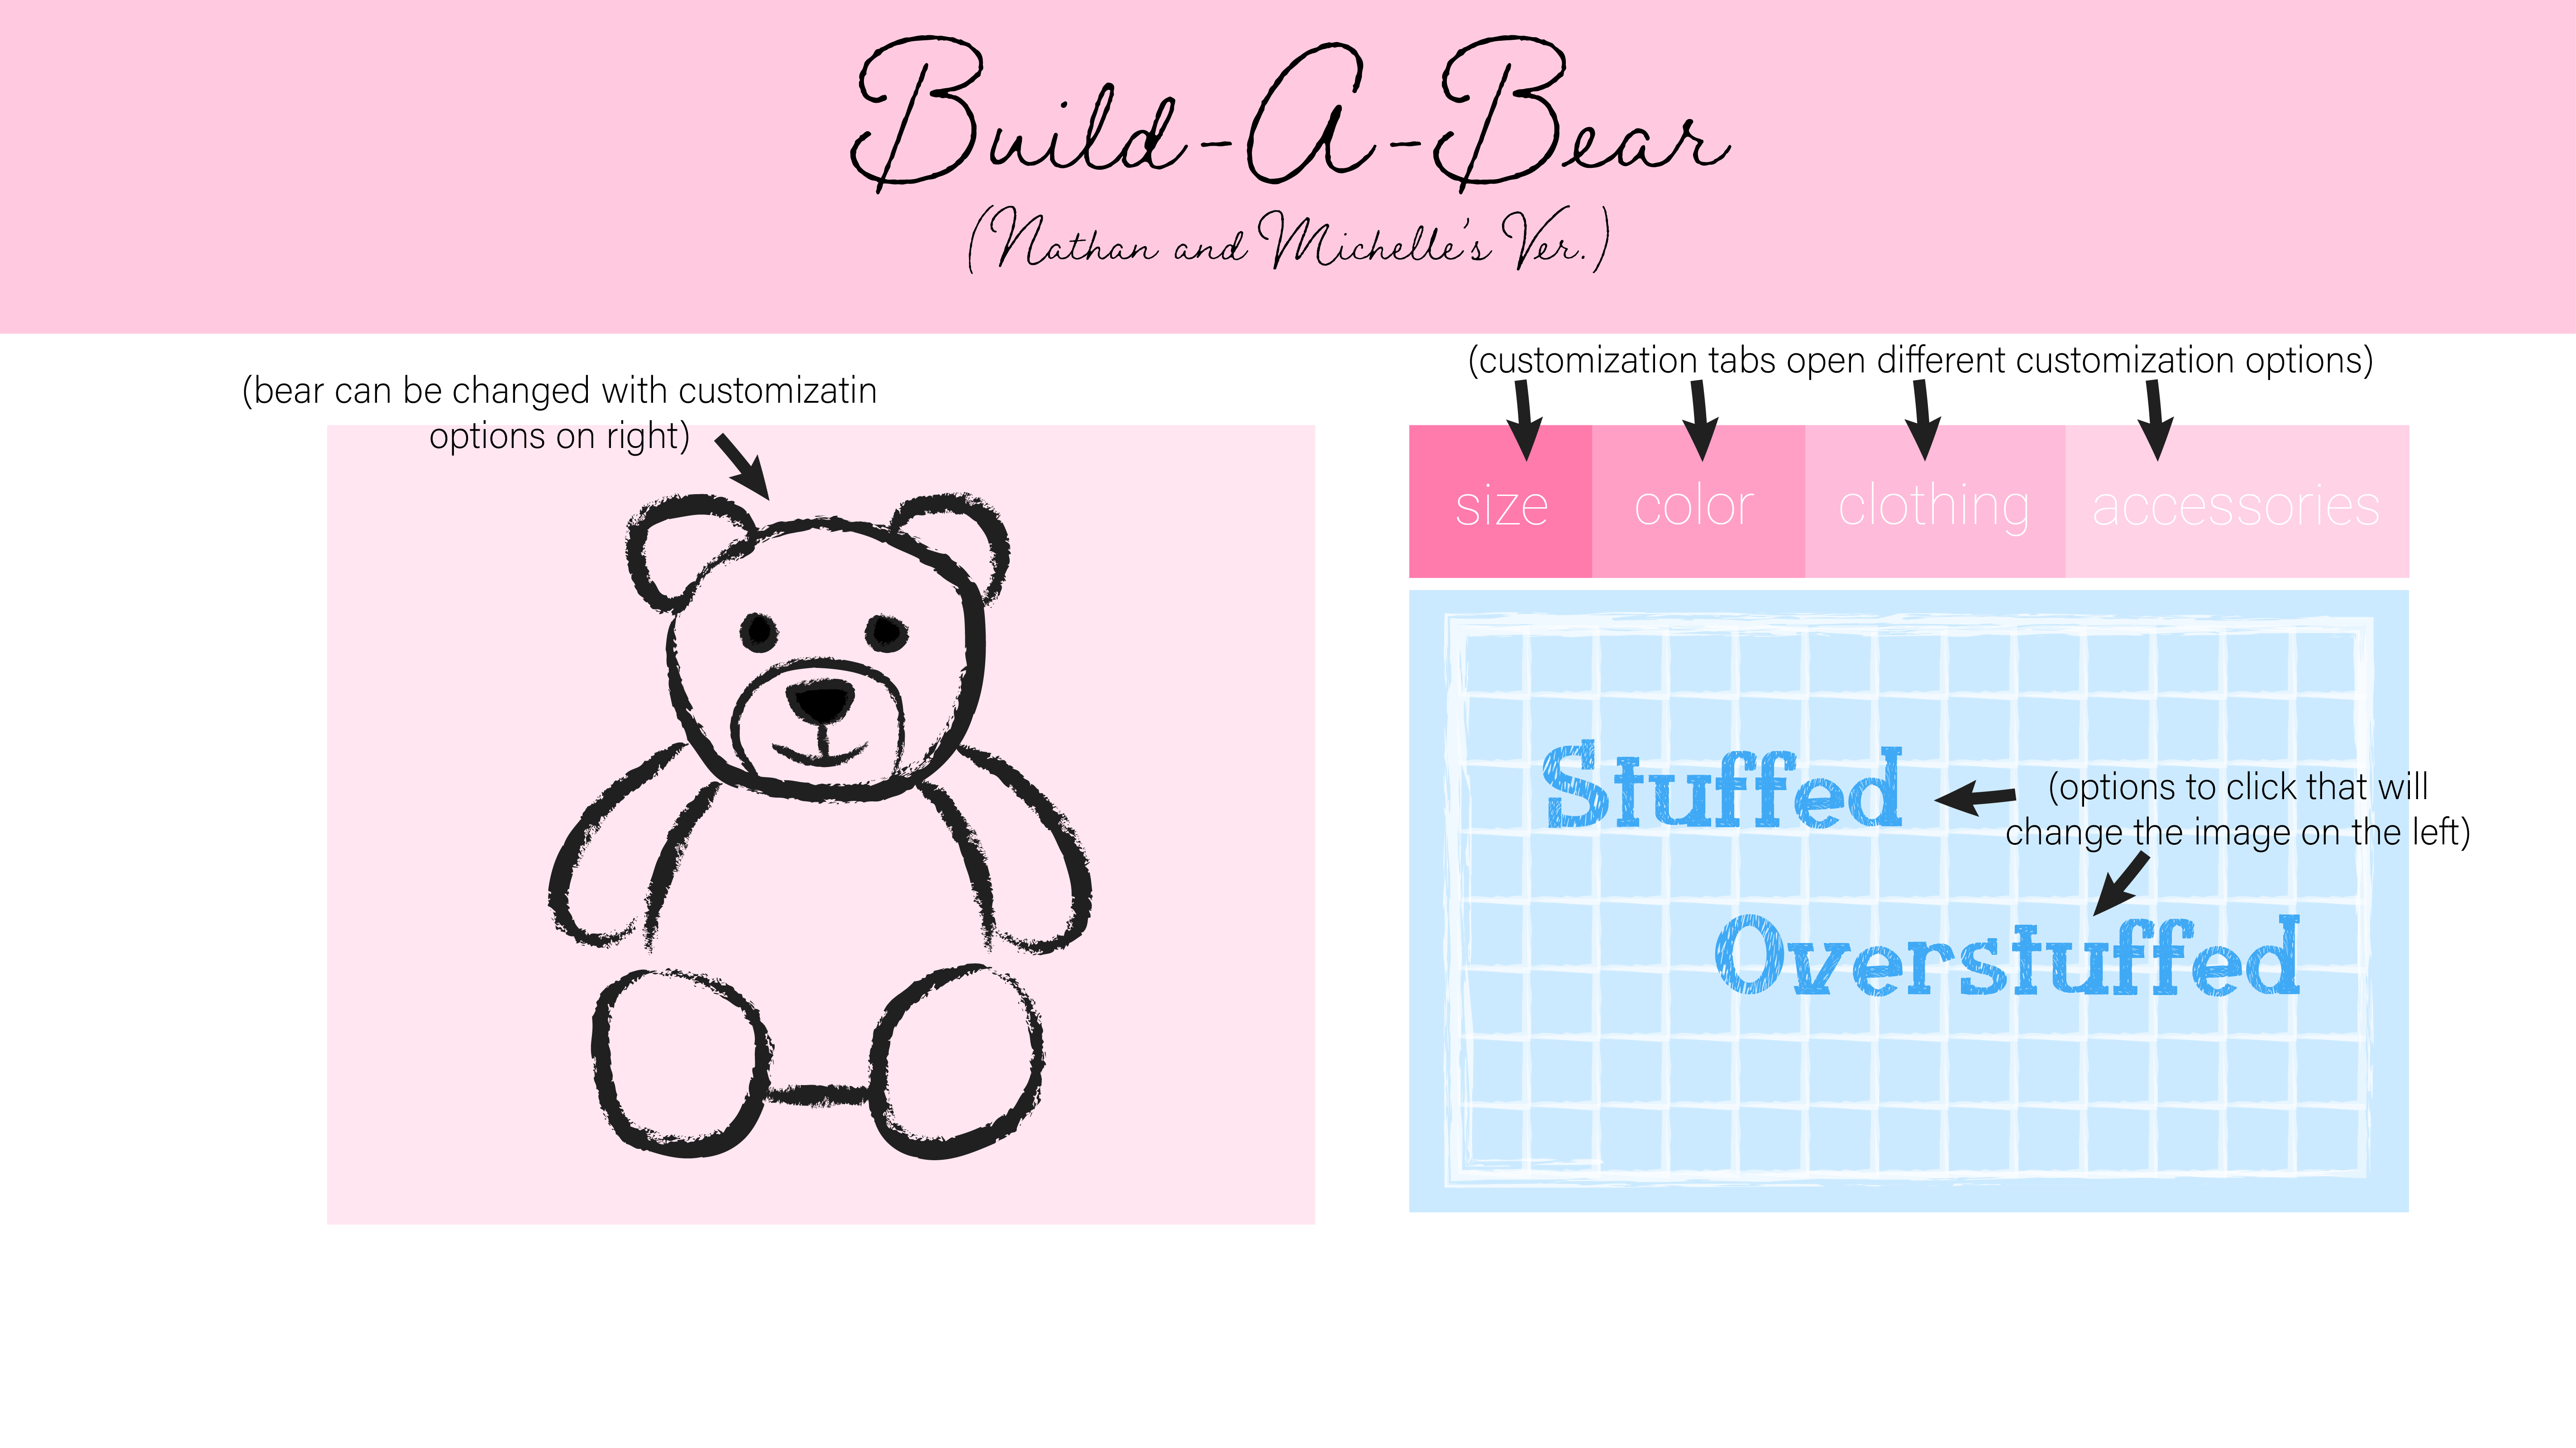 Build-A-Bear
(Nathan and Michelle's Ver.)
(bear can be changed with customizatin
options on right)
(customization tabs open different customization options)
size color clothing accessories
Stuffed
(options to click that will
change the image on the left)
Overstuffed